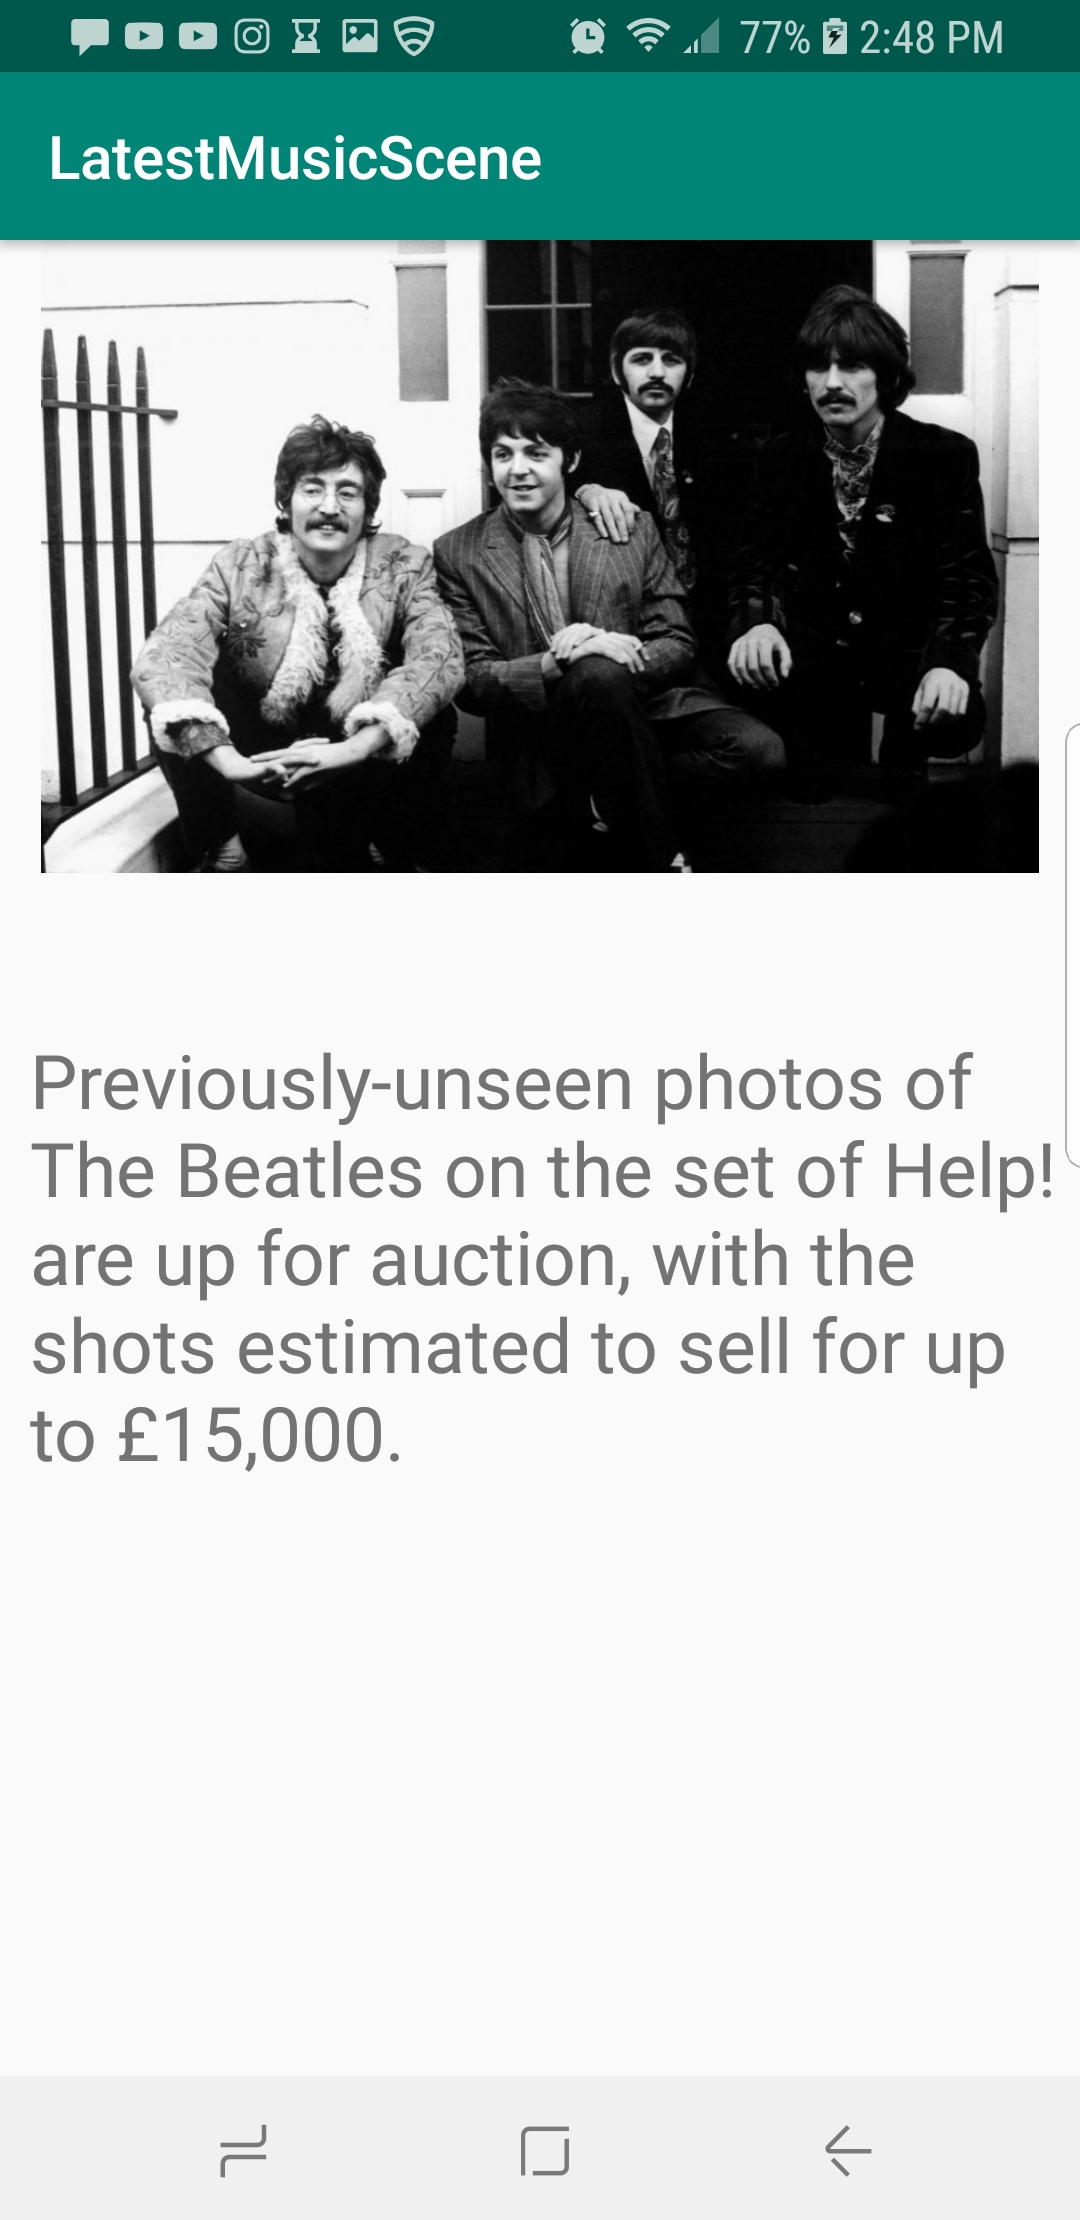 77% 2:48 PM
LatestMusicScene
Previously-unseen photos of
The Beatles on the set of Help!
are up for auction, with the
shots estimated to sell for up
to £15,000.